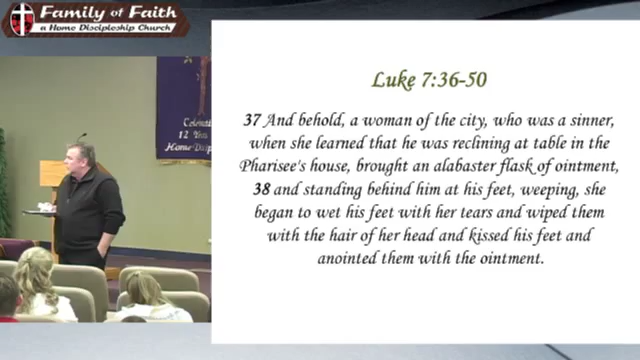 Family of Faith
a Home Discipleship Church
Luke 7:36-50
37 And behold, a woman of the city, who was a sinner,
when she learned that he was reclining at table in the
Pharisee's house, brought an alabaster flask of ointment,
38 and standing behind him at his feet, weeping, she
began to wet his feet with her tears and wiped them
with the hair of her head and kissed his feet and
anointed them with the ointment.
12 Yea